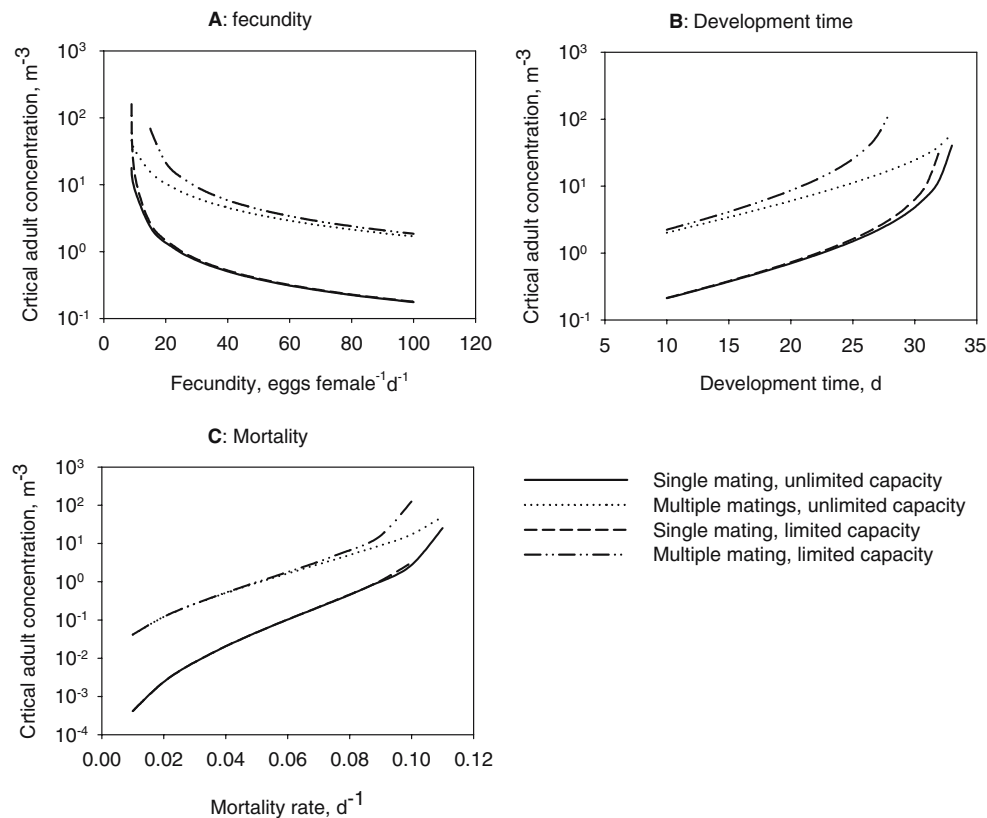 A: fecundity
Crtical adult concentration, m-3
10³
10²
10¹
10⁰
10-1
0 20 40 60 80 100 120
Fecundity, eggs female-1d-1
B: Development time
Crtical adult concentration, m-3
10³
10²
10¹
10⁰
10-1
5 10 15 20 25 30 35
Development time, d
C: Mortality
Crtical adult concentration, m-3
10³
10²
10¹
10⁰
10-1
10-2
10-3
10-4
0.00 0.02 0.04 0.06 0.08 0.10 0.12
Mortality rate, d-1
Single mating, unlimited capacity
Multiple matings, unlimited capacity
Single mating, limited capacity
Multiple mating, limited capacity